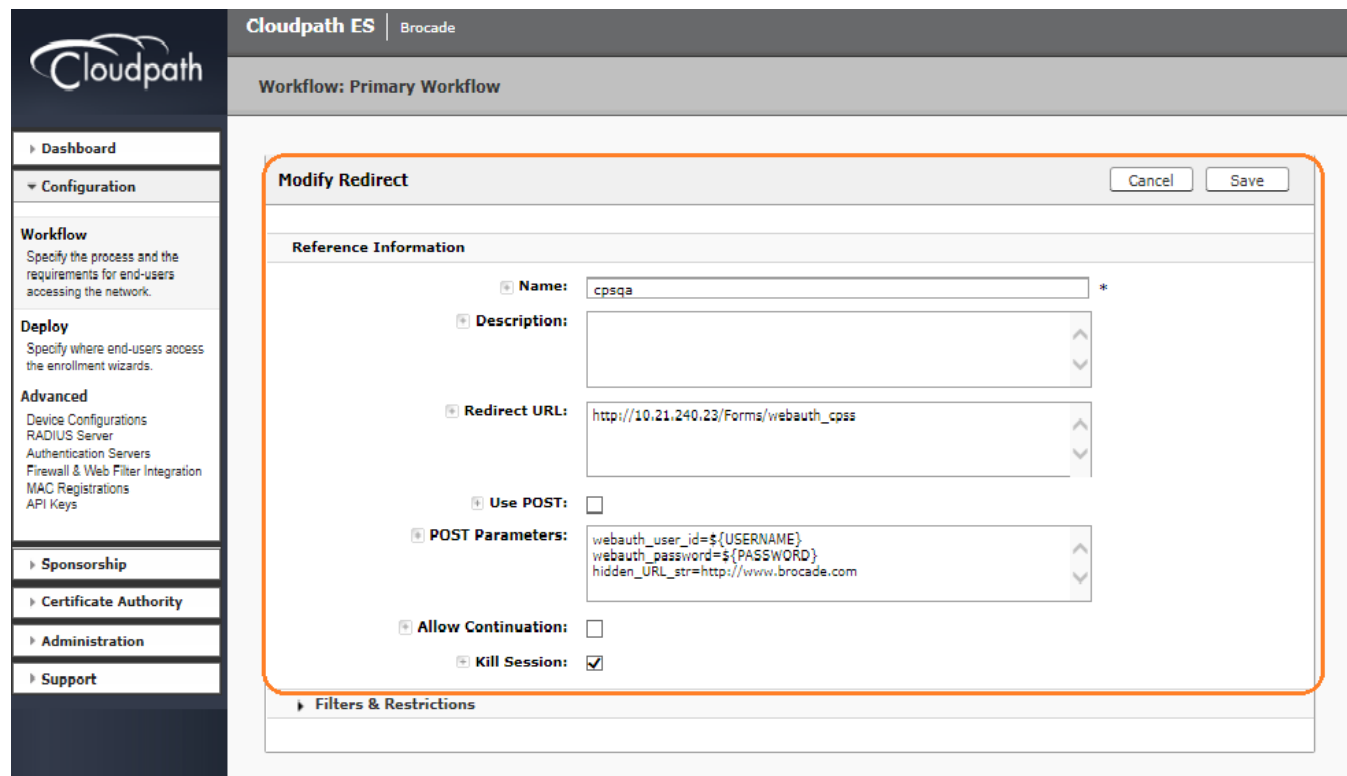 Cloudpath
Cloudpath ES | Brocade
Workflow: Primary Workflow
Dashboard
Configuration
Workflow
Specify the process and the
requirements for end-users
accessing the network.
Deploy
Specify where end-users access
the enrollment wizards.
Advanced
Device Configurations
RADIUS Server
Authentication Servers
Firewall & Web Filter Integration
MAC Registrations
API Keys
Sponsorship
Certificate Authority
Administration
Support
Modify Redirect
Cancel Save
Reference Information
Name: cpsqa *
Description:
Redirect URL: http://10.21.240.23/Forms/webauth_cpss
Use POST:
POST Parameters: webauth_user_id=${USERNAME}
webauth_password=${PASSWORD}
hidden_URL_str=http://www.brocade.com
Allow Continuation:
Kill Session:
Filters & Restrictions